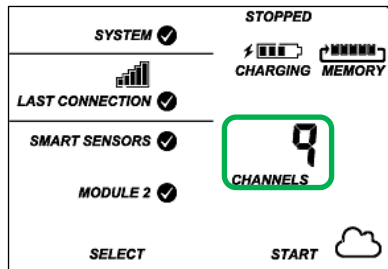 STOPPED
SYSTEM
CHARGING MEMORY
LAST CONNECTION
SMART SENSORS
9
CHANNELS
MODULE 2
SELECT START